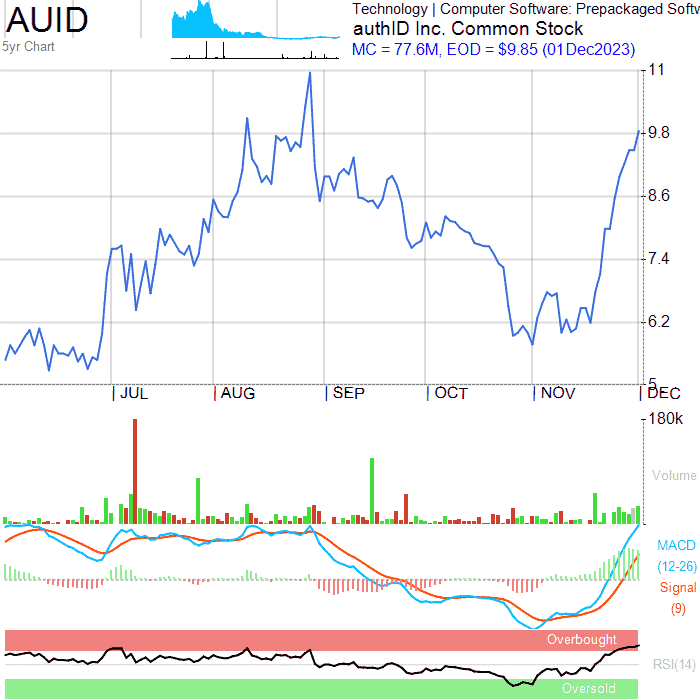 AUID
5yr Chart
Technology | Computer Software: Prepackaged Softw
authID Inc. Common Stock
MC = 77.6M, EOD = $9.85 (01Dec2023)
11
9.8
8.6
7.4
6.2
5
JUL
AUG
SEP
OCT
NOV
DEC
180k
Volume
MACD
(12-26)
Signal
(9)
Overbought
RSI(14)
Oversold